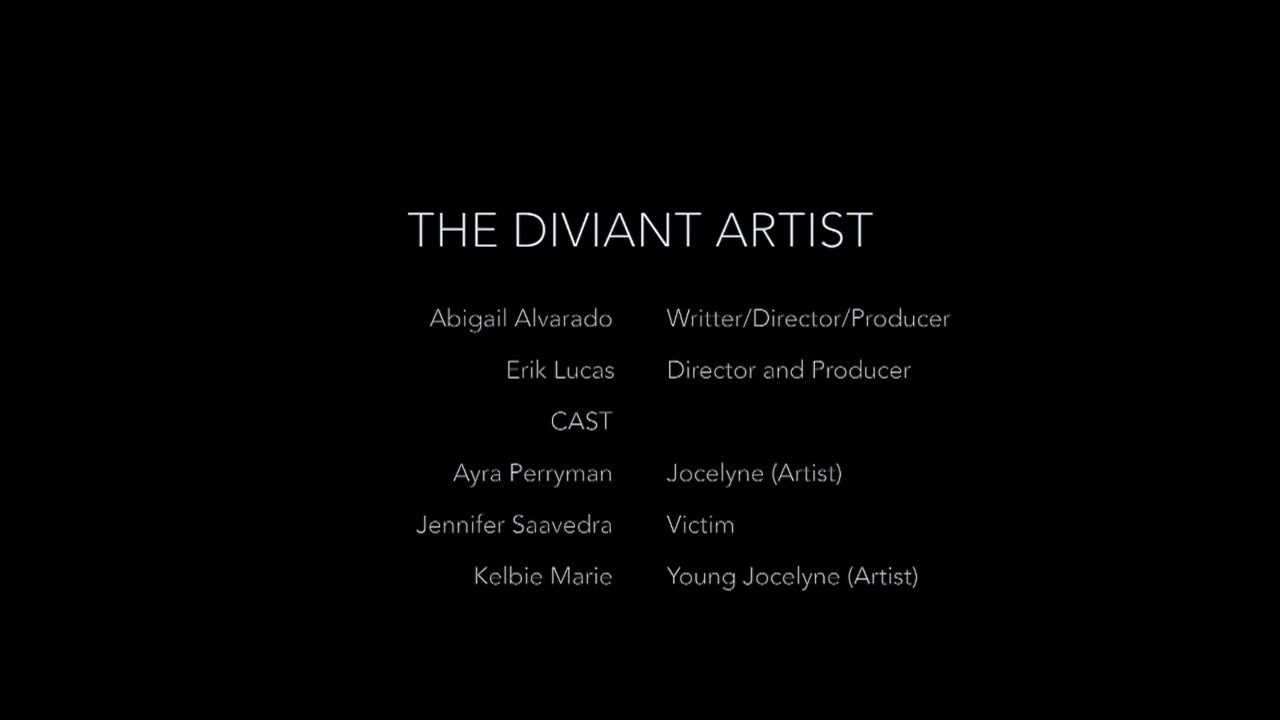 THE DIVIANT ARTIST
Abigail Alvarado Writter/Director/Producer
Erik Lucas Director and Producer
CAST
Ayra Perryman Jocelyne (Artist)
Jennifer Saavedra Victim
Kelbie Marie Young Jocelyne (Artist)